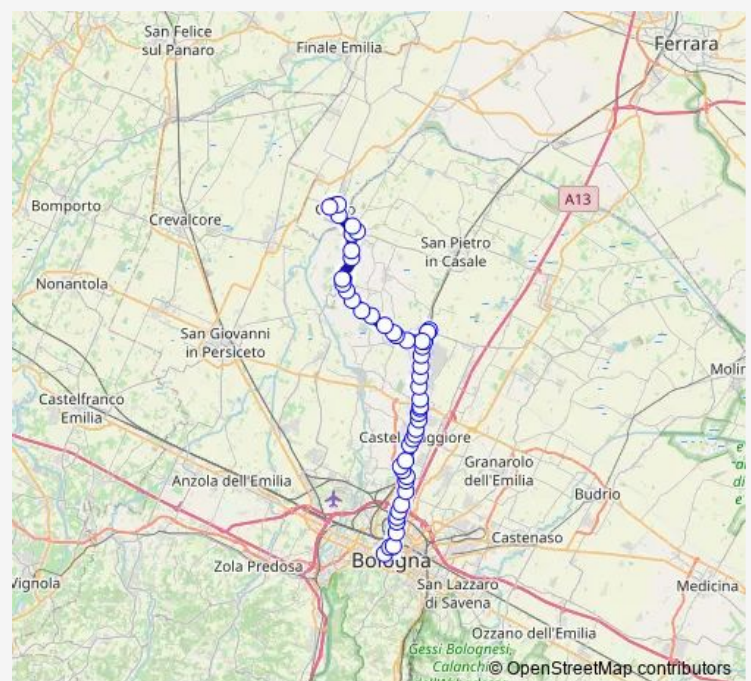 San Felice
sul Panaro
Finale Emilia
Ferrara
A13
Bomporto
Crevalcore
San Pietro
in Casale
Nonantola
San Giovanni
in Persiceto
Molin
Castelfranco
Emilia
Castel Maggiore
Granarolo
dell'Emilia
Anzola dell'Emilia
Budrio
Castenaso
Bologna
Zola Predosa
Vignola
San Lazzaro
di Savena
Medicina
Ozzano dell'Emilia
Gessi Bolognesi,
Calanchi
© OpenStreetMap contributors